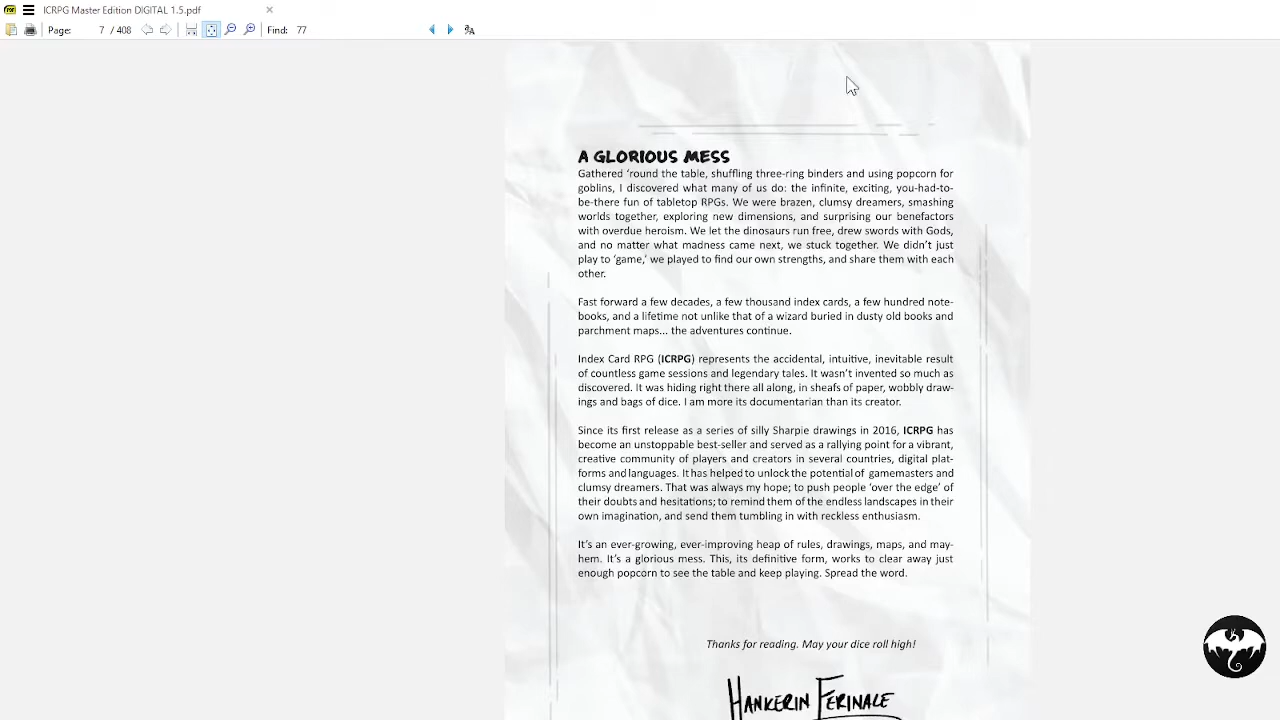 ICRPG Master Edition DIGITAL 1.5.pdf
Page: 7 / 408 Find: 77
A GLORIOUS MESS
Gathered ‘round the table, shuffling three-ring binders and using popcorn for
goblins, I discovered what many of us do: the infinite, exciting, you-had-to-
be-there fun of tabletop RPGs. We were brazen, clumsy dreamers, smashing
worlds together, exploring new dimensions, and surprising our benefactors
with overdue heroism. We let the dinosaurs run free, drew swords with Gods,
and no matter what madness came next, we stuck together. We didn’t just
play to ‘game,’ we played to find our own strengths, and share them with each
other.
Fast forward a few decades, a few thousand index cards, a few hundred note-
books, and a lifetime not unlike that of a wizard buried in dusty old books and
parchment maps... the adventures continue.
Index Card RPG (ICRPG) represents the accidental, intuitive, inevitable result
of countless game sessions and legendary tales. It wasn’t invented so much as
discovered. It was hiding right there all along, in sheafs of paper, wobbly draw-
ings and bags of dice. I am more its documentarian than its creator.
Since its first release as a series of silly Sharpie drawings in 2016, ICRPG has
become an unstoppable best-seller and served as a rallying point for a vibrant,
creative community of players and creators in several countries, digital plat-
forms and languages. It has helped to unlock the potential of gamemasters and
clumsy dreamers. That was always my hope; to push people ‘over the edge’ of
their doubts and hesitations; to remind them of the endless landscapes in their
own imagination, and send them tumbling in with reckless enthusiasm.
It’s an ever-growing, ever-improving heap of rules, drawings, maps, and may-
hem. It’s a glorious mess. This, its definitive form, works to clear away just
enough popcorn to see the table and keep playing. Spread the word.
Thanks for reading. May your dice roll high!
HANKERIN FERINALE